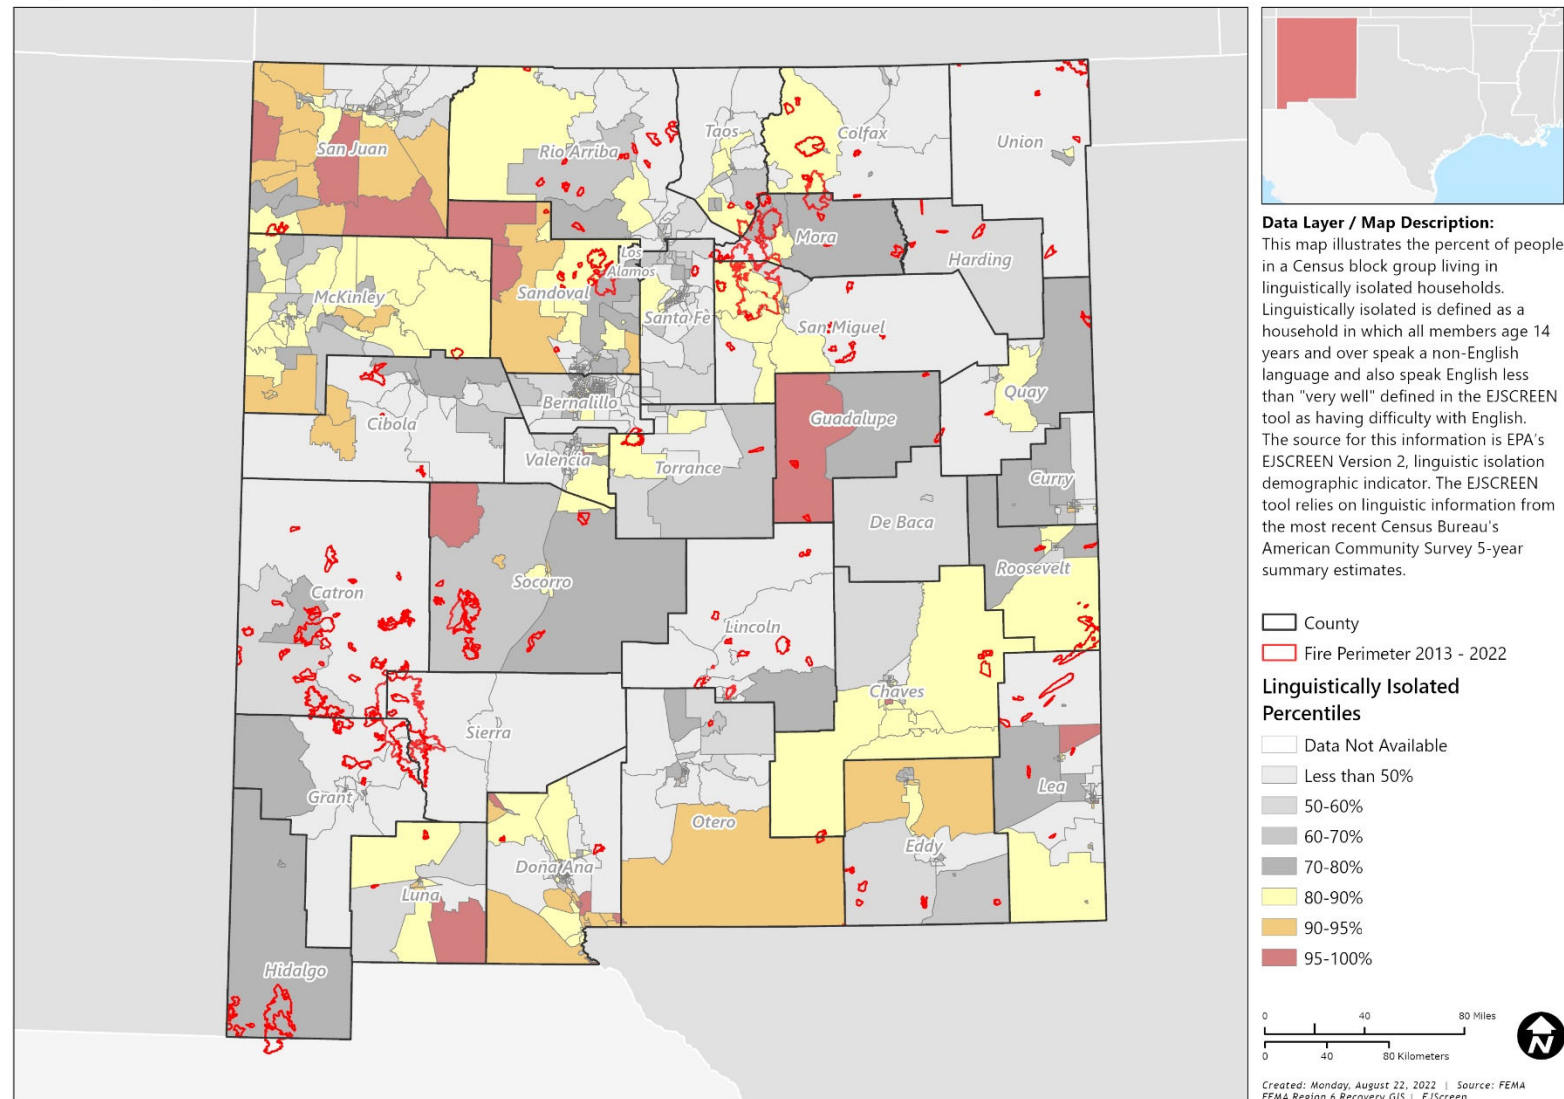 San Juan
Rio Arriba
Taos
Colfax
Union
Mora
Harding
Los
Alamos
McKinley
Sandoval
Santa Fe
San Miguel
Quay
Bernalillo
Guadalupe
Cibola
Valencia
Torrance
Curry
De Baca
Roosevelt
Catron
Socorro
Lincoln
Chaves
Sierra
Lea
Grant
Otero
Eddy
Doña Ana
Luna
Hidalgo
Data Layer / Map Description:
This map illustrates the percent of people
in a Census block group living in
linguistically isolated households.
Linguistically isolated is defined as a
household in which all members age 14
years and over speak a non-English
language and also speak English less
than "very well" defined in the EJSCREEN
tool as having difficulty with English.
The source for this information is EPA's
EJSCREEN Version 2, linguistic isolation
demographic indicator. The EJSCREEN
tool relies on linguistic information from
the most recent Census Bureau's
American Community Survey 5-year
summary estimates.
County
Fire Perimeter 2013 - 2022
Linguistically Isolated
Percentiles
Data Not Available
Less than 50%
50-60%
60-70%
70-80%
80-90%
90-95%
95-100%
0 40 80 Miles
0 40 80 Kilometers
N
Created: Monday, August 22, 2022 | Source: FEMA
FEMA Region 6 Recovery GIS | EJScreen